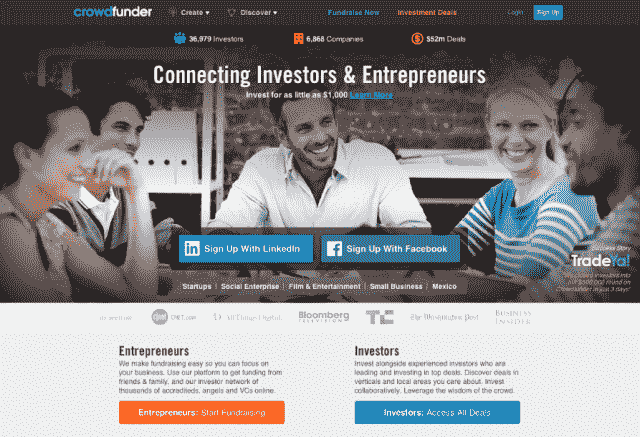 crowdfunder
Create ▾ Discover ▾ Fundraise Now Investment Deals Login Sign Up
36,979 Investors 6,868 Companies $52m Deals
Connecting Investors & Entrepreneurs
Invest for as little as $1,000 Learn More
Sign Up With LinkedIn Sign Up With Facebook
Success Story
Startups | Social Enterprise | Film & Entertainment | Small Business | Mexico
cnet CNET.com All Things Digital Bloomberg TELEVISION TC The Washington Post BUSINESS INSIDER
Entrepreneurs
We make fundraising easy so you can focus on
your business. Use our platform to get funding from
friends & family, and our investor network of
thousands of accrediteds, angels and VCs online.
Entrepreneurs: Start Fundraising
Investors
Invest alongside experienced investors who are
leading and investing in top deals. Discover deals in
verticals and local areas you care about. Invest
collaboratively. Leverage the wisdom of the crowd.
Investors: Access All Deals